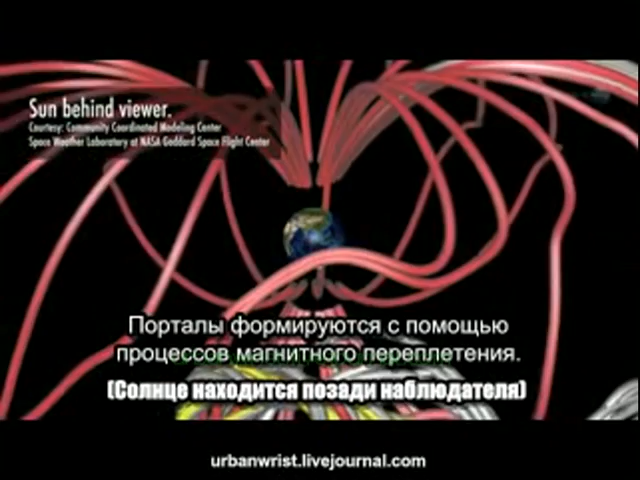 Sun behind viewer.
Courtesy: Community Coordinated Modeling Center
Space Weather Laboratory at NASA Goddard Space Flight Center
Порталы формируются с помощью
процессов магнитного переплетения.
(Солнце находится позади наблюдателя)
urbanwrist.livejournal.com